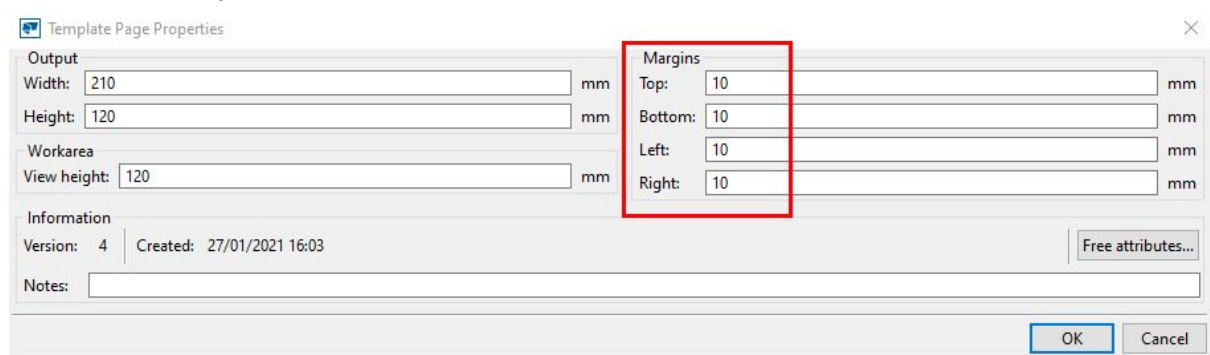 Template Page Properties
Output
Width: 210 mm
Height: 120 mm
Workarea
View height: 120 mm
Margins
Top: 10 mm
Bottom: 10 mm
Left: 10 mm
Right: 10 mm
Information
Version: 4 Created: 27/01/2021 16:03 Free attributes...
Notes:
OK Cancel